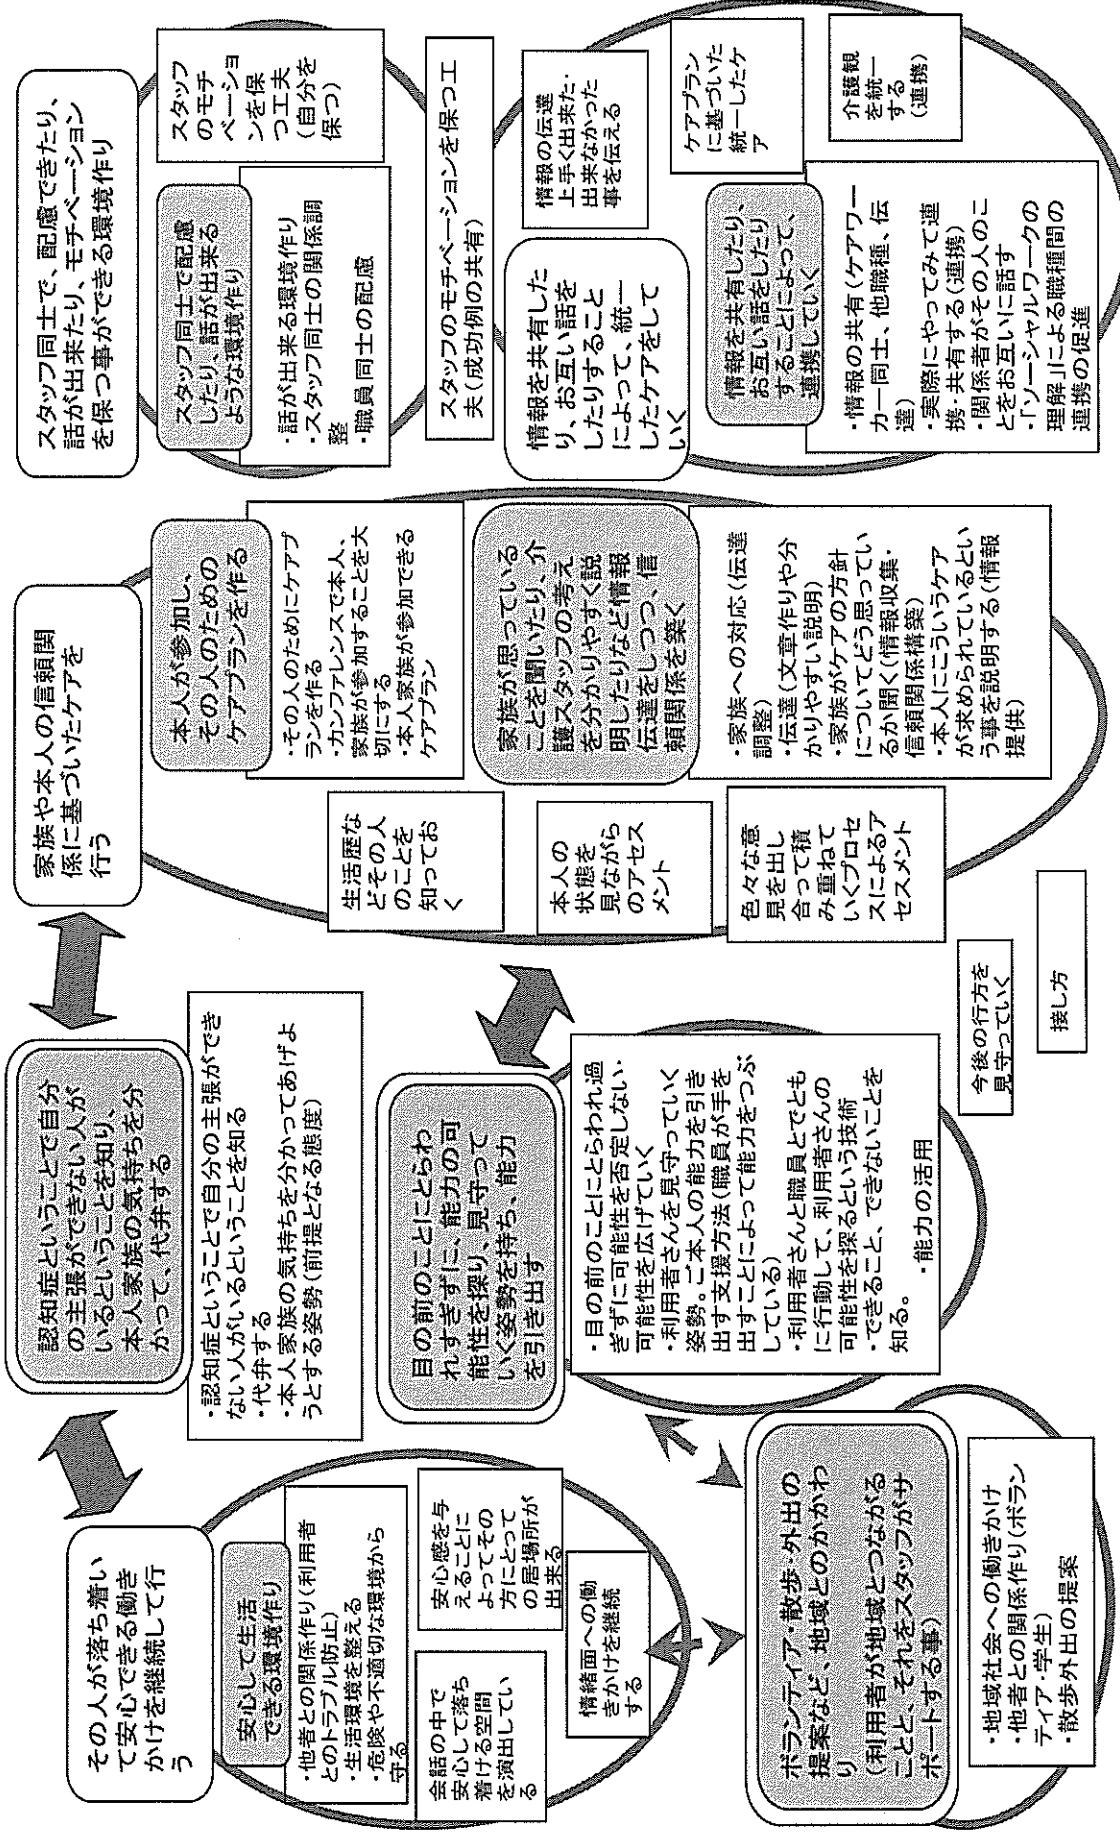 その人が落ち着い
て安心できる働き
かけを継続して行
う
安心して生活
できる環境作り
・他者との関係作り(利用者
とのトラブル防止)
・生活環境を整える
・危険や不適切な環境から
守る
会話の中で
安心して落ち
着ける空間
を演出してい
る
安心感を与
えることに
よってその
方にとって
の居場所が
出来る
情緒面への働
きかけを継続
する
ボランティア・散歩・外出の
提案など、地域とのかかわ
り
(利用者が地域とつながる
ことと、それをスタッフがサ
ポートする事)
・地域社会への働きかけ
・他者との関係作り(ボラン
ティア・学生)
・散歩外出の提案
認知症ということで自分
の主張ができない人が
いるということを知り、
本人家族の気持ちを分
かって、代弁する
・認知症ということで自分の主張ができ
ない人がいるということを知る
・代弁する
・本人家族の気持ちを分かってあげよ
うとする姿勢(前提となる態度)
目の前のことにとらわ
れすぎずに、能力の可
能性を探り、見守って
いく姿勢を持ち、能力
を引き出す
・目の前のことにとらわれ過
ぎずに可能性を否定しない・
可能性を広げていく
・利用者さんを見守っていく
姿勢。ご本人の能力を引き
出す支援方法(職員が手を
出すことによって能力をつぶ
している)
・利用者さんと職員とでとも
に行動して、利用者さんの
可能性を探るという技術
・できること、できないことを
知る。
・能力の活用
家族や本人の信頼関
係に基づいたケアを
行う
本人が参加し、
その人のための
ケアプランを作る
・その人のためにケアプ
ランを作る
・カンファレンスで本人、
家族が参加することを大
切にする
・本人家族が参加できる
ケアプラン
生活歴な
どその人
のことを
知ってお
く
家族が思っている
ことを聞いたり、介
護スタッフの考え
を分かりやすく説
明したりなど情報
伝達をしつつ、信
頼関係を築く
本人の
状態を
見ながら
のアセス
メント
・家族への対応(伝達
調整)
・伝達(文章作りや分
かりやすい説明)
・家族がケアの方針
についてどう思ってい
るか聞く(情報収集・
信頼関係構築)
・本人にこういうケア
が求められているとい
う事を説明する(情報
提供)
色々な意
見を出し
合って積
み重ねて
いくプロセ
スによるア
セスメント
今後の行方を
見守っていく
接し方
スタッフ同士で、配慮できたり、
話が出来たり、モチベーション
を保つ事ができる環境作り
スタッフ同士で配慮
したり、話が出来る
ような環境作り
・話が出来る環境作り
・スタッフ同士の関係調
整
・職員同士の配慮
スタッフ
のモチ
ベーショ
ンを保
つ工夫
(自分を
保つ)
スタッフのモチベーションを保つ工
夫(成功例の共有)
情報を共有した
り、お互い話を
したりすること
によって、統一
したケアをして
いく
情報の伝達
上手く出来た・
出来なかった
事を伝える
ケアプラン
に基づいた
統一したケ
ア
介護観
を統一
する
(連携)
情報を共有したり、
お互い話をしたり
することによって、
連携していく
・情報の共有(ケアワー
カー同士、他職種、伝
達)
・実際にやってみて連
携・共有する(連携)
・関係者がその人のこ
とをお互いに話す
・「ソーシャルワークの
理解」による職種間の
連携の促進